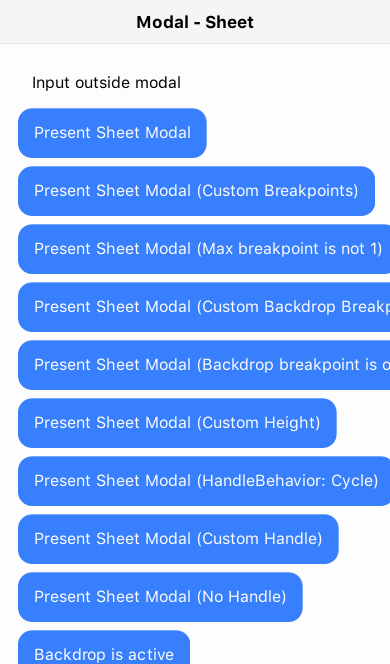 Modal - Sheet
Input outside modal
Present Sheet Modal
Present Sheet Modal (Custom Breakpoints)
Present Sheet Modal (Max breakpoint is not 1)
Present Sheet Modal (Custom Backdrop
Present Sheet Modal (Backdrop breakpoint is
Present Sheet Modal (Custom Height)
Present Sheet Modal (HandleBehavior: Cycle)
Present Sheet Modal (Custom Handle)
Present Sheet Modal (No Handle)
Backdrop is active